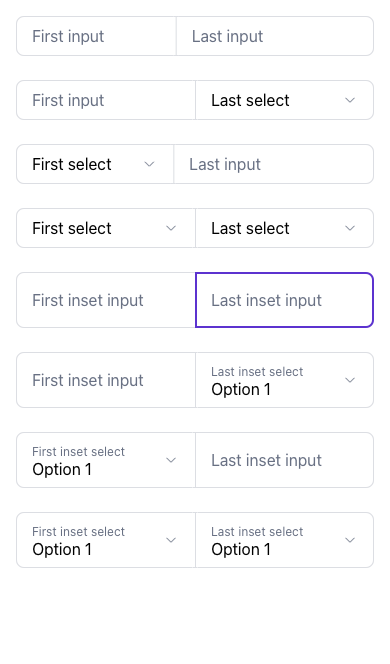 First input Last input
First input Last select
First select Last input
First select Last select
First inset input Last inset input
First inset input Last inset select
Option 1
First inset select
Option 1 Last inset input
First inset select Last inset select
Option 1 Option 1